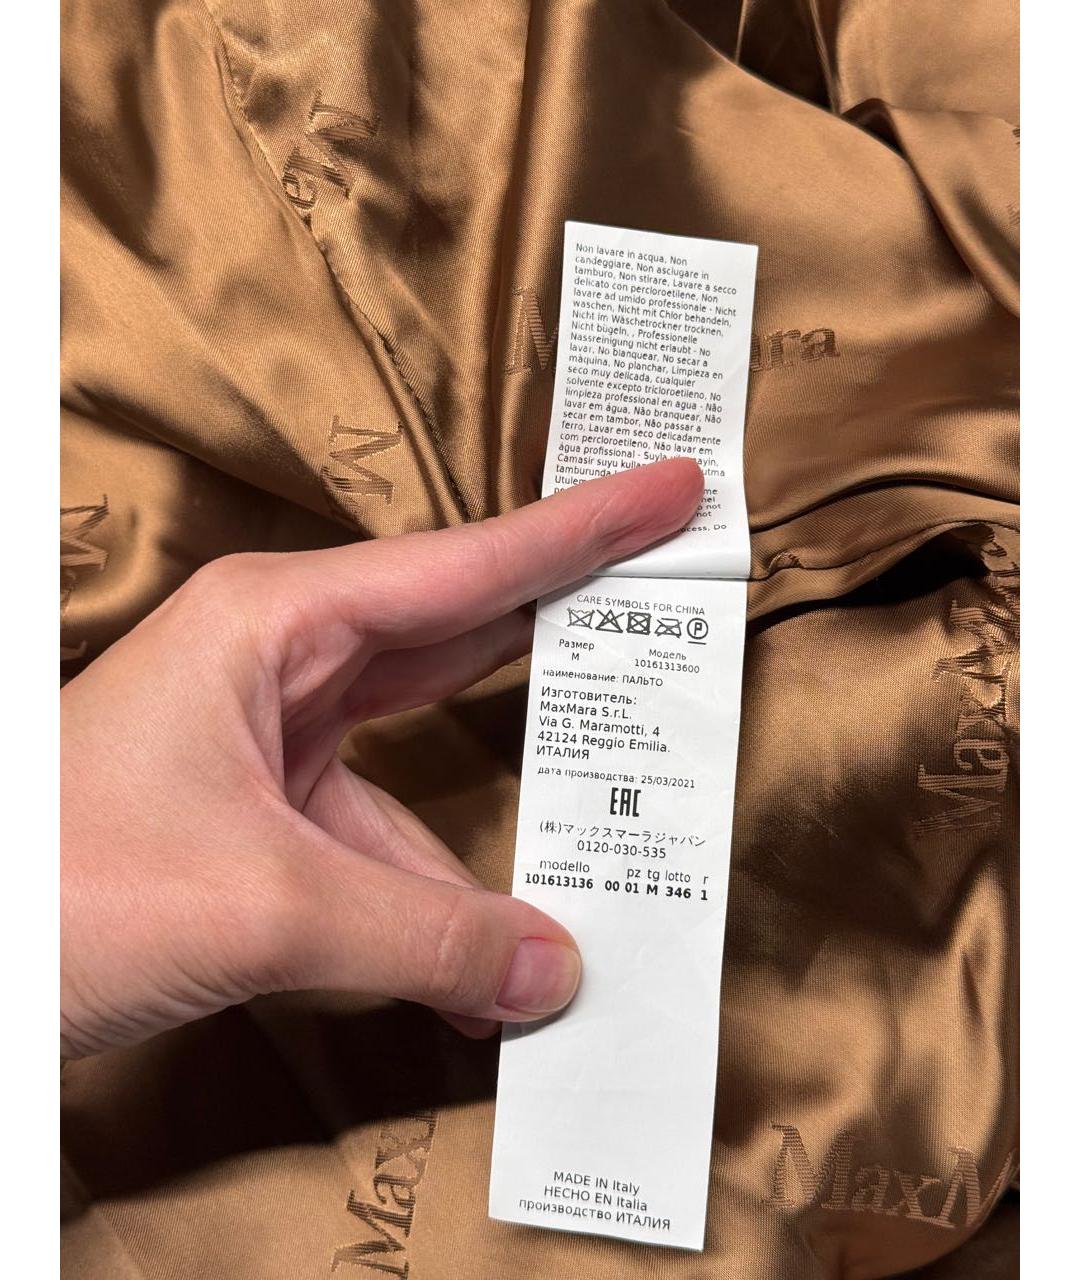 Non lavare in acqua, Non
candeggiare, Non asciugare in
tamburo, Non stirare, Lavare a secco
delicato con percloroetilene, Non
lavare ad umido professionale - Nicht
waschen, Nicht mit Chlor behandeln,
Nicht im Wäschetrockner trocknen,
Nicht bügeln, , Professionelle
Nassreinigung nicht erlaubt - No
lavar, No blanquear, No secar a
màquina, No planchar, Limpieza en
seco muy delicada, cualquier
solvente excepto tricloroetileno, No
limpieza professional en agua - Não
lavar em água, Não branquear, Não
secar em tambor, Não passar a
ferro, Lavar em seco delicadamente
com percloroetileno, Não lavar em
água profissional - Suyla
Camasir suyu
tamburunda
not
not
Do
CARE SYMBOLS FOR CHINA
P
Размер Модель
M 10161313600
наименование: ПАЛЬТО
Изготовитель:
MaxMara S.r.L.
Via G. Maramotti, 4
42124 Reggio Emilia.
ИТАЛИЯ
дата производства: 25/03/2021
EAC
(株)マックスマーラジャパン
0120-030-535
modello pz tg lotto r
101613136 00 01 M 346 1
MADE IN Italy
HECHO EN Italia
производство ИТАЛИЯ
MaxMara
MaxM
Max